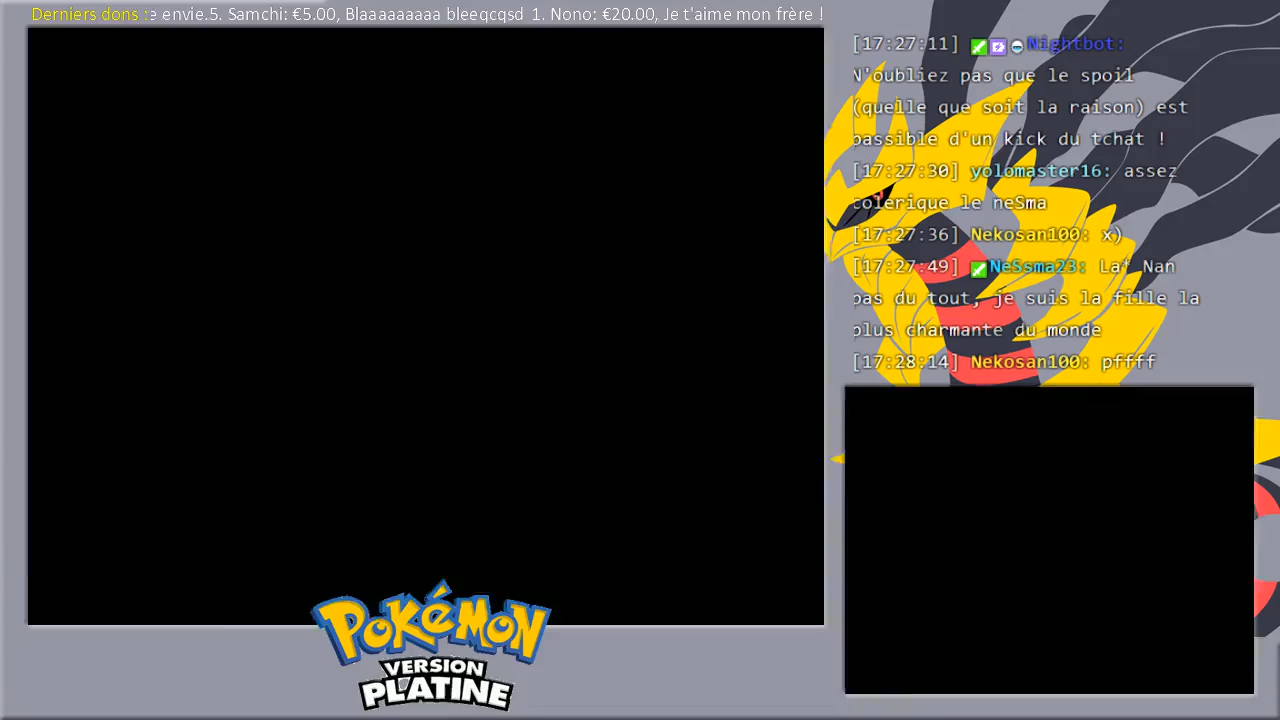 Derniers dons : e envie.5. Samchi: €5.00, Blaaaaaaaaa bleeqcqsd 1. Nono: €20.00, Je t'aime mon frère !
[17:27:11] Nightbot:
N'oubliez pas que le spoil
(quelle que soit la raison) est
passible d'un kick du tchat !
[17:27:30] yolomaster16: assez
colérique le neSma
[17:27:36] Nekosan100: x)
[17:27:49] NeSsma23: La* Nan
pas du tout, je suis la fille la
plus charmante du monde
[17:28:14] Nekosan100: pffff
POKéMON
VERSION
PLATINE